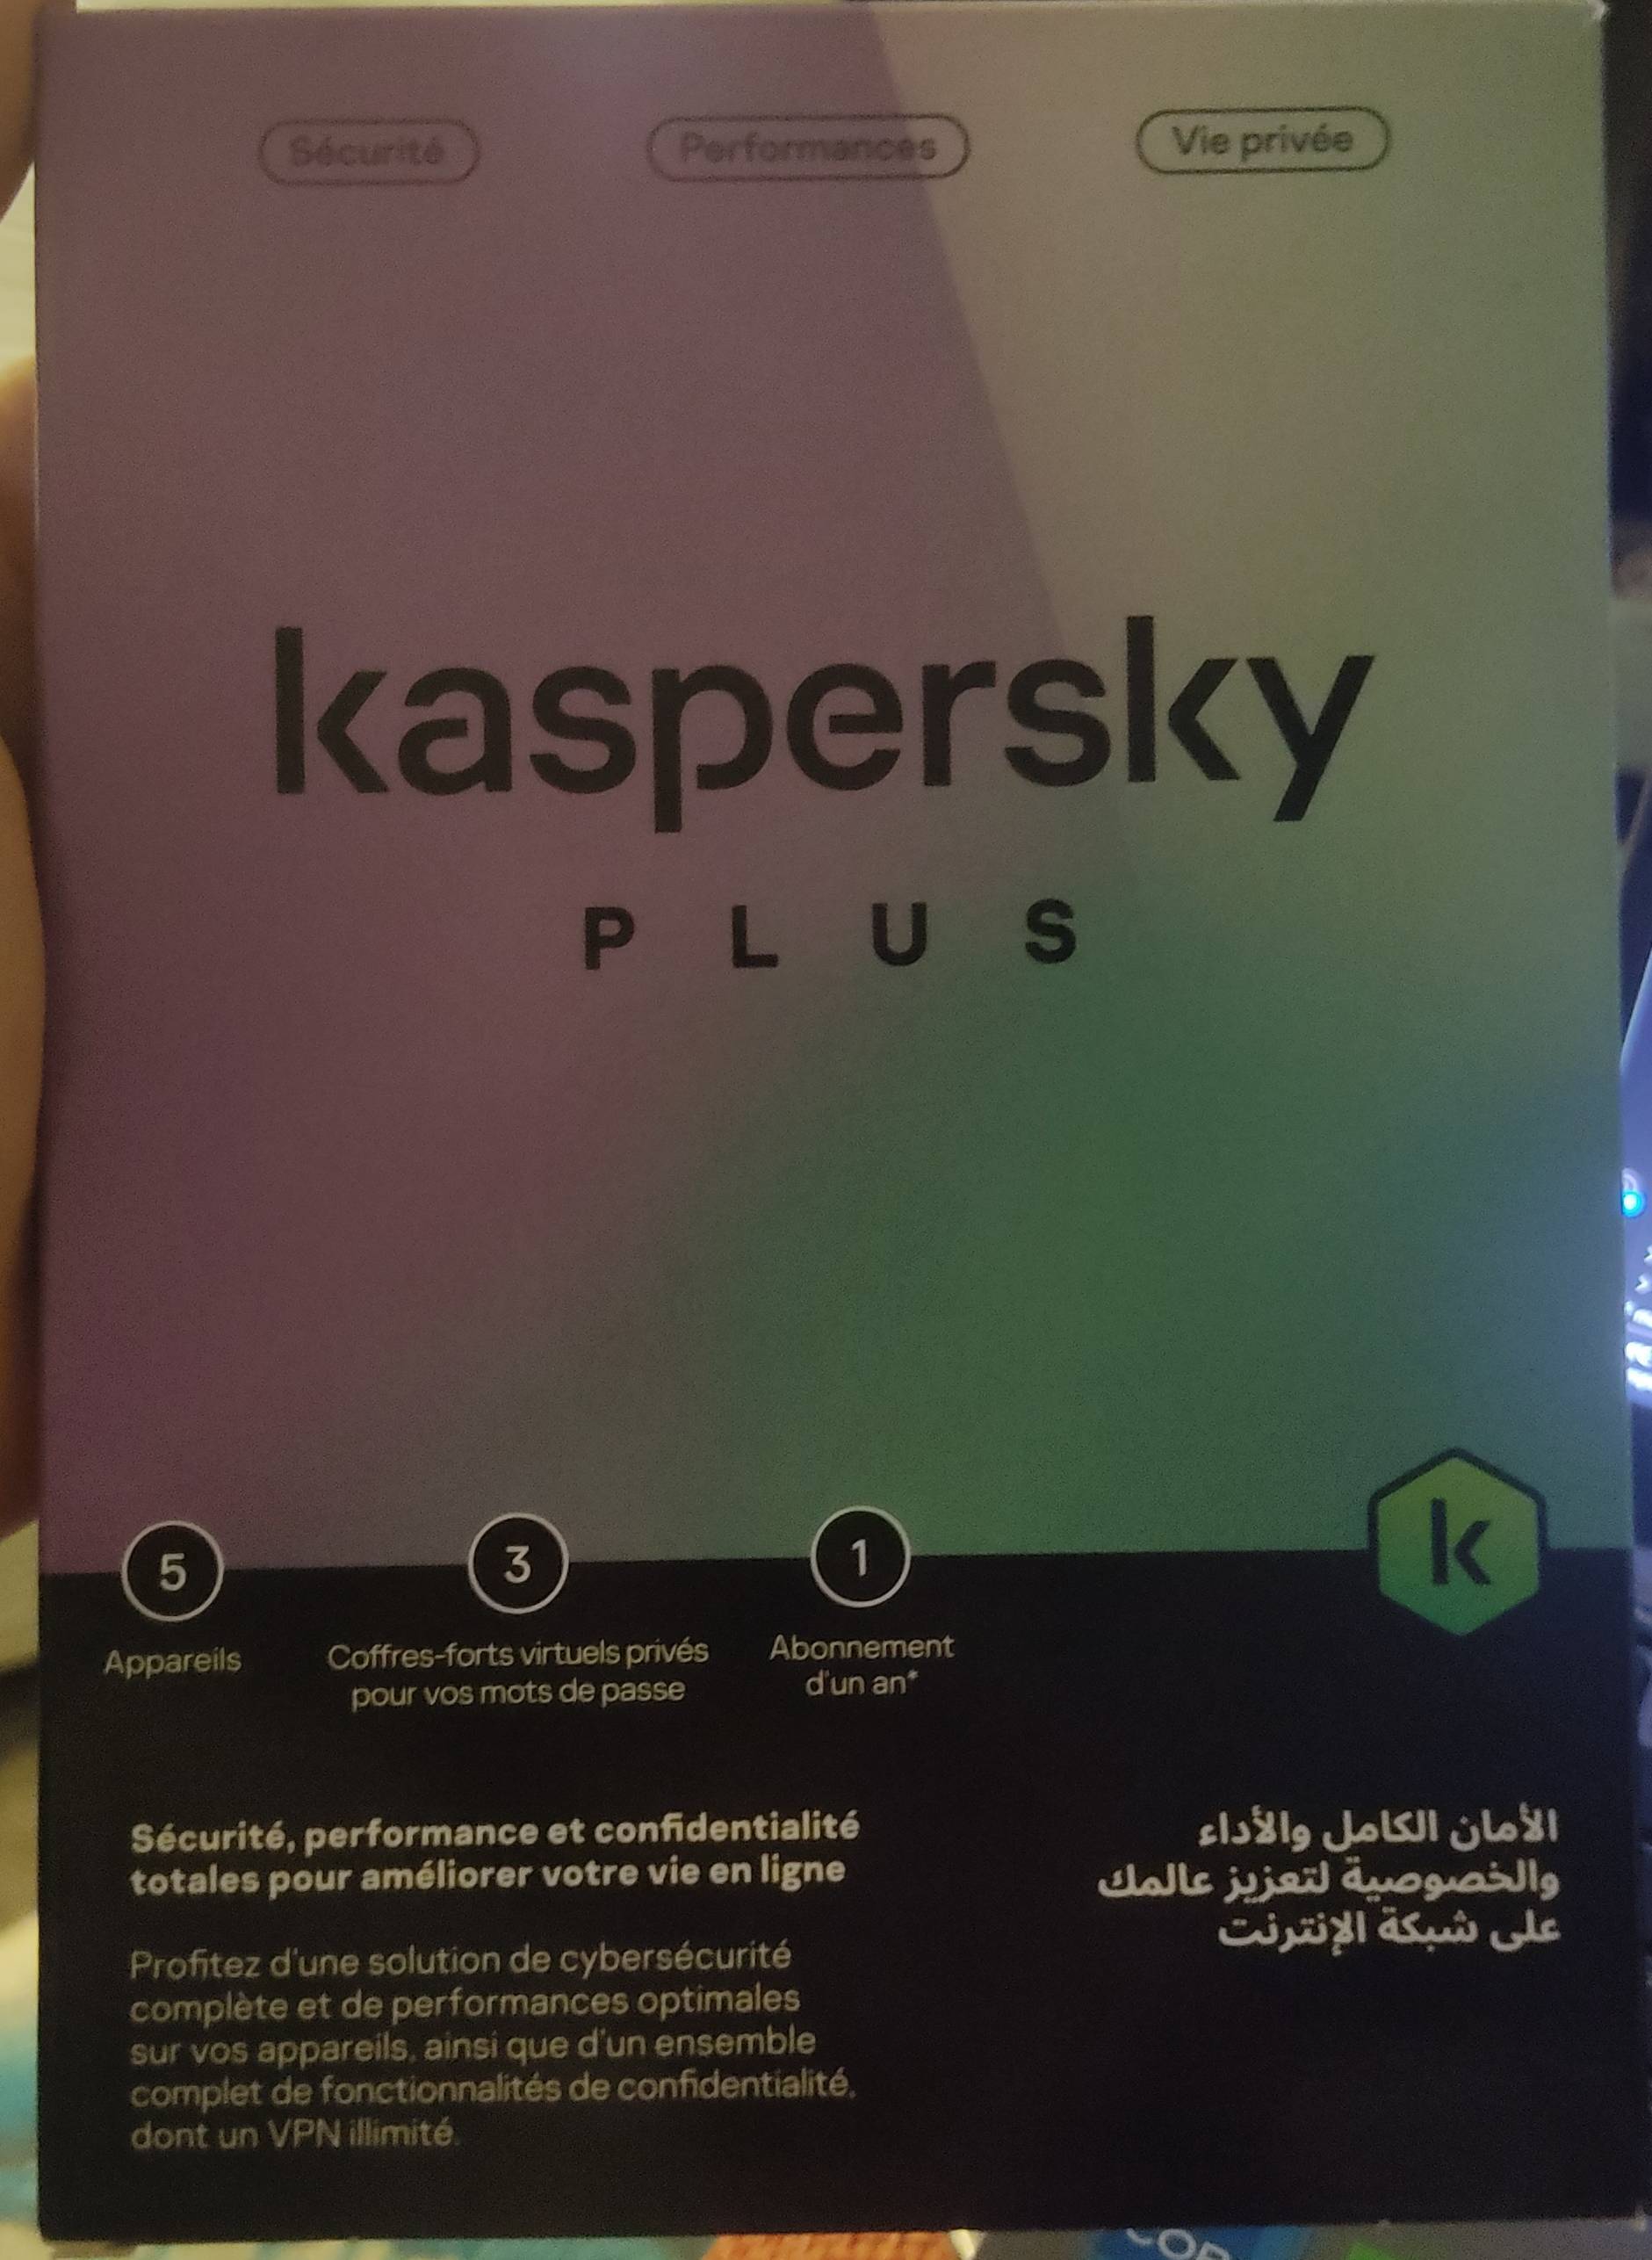 Sécurité
Performances
Vie privée
kaspersky
PLUS
5
Appareils
3
Coffres-forts virtuels privés
pour vos mots de passe
1
Abonnement
d'un an*
k
Sécurité, performance et confidentialité
totales pour améliorer votre vie en ligne
Profitez d'une solution de cybersécurité
complète et de performances optimales
sur vos appareils, ainsi que d'un ensemble
complet de fonctionnalités de confidentialité,
dont un VPN illimité.
الأمان الكامل والأداء
والخصوصية لتعزيز عالمك
على شبكة الإنترنت